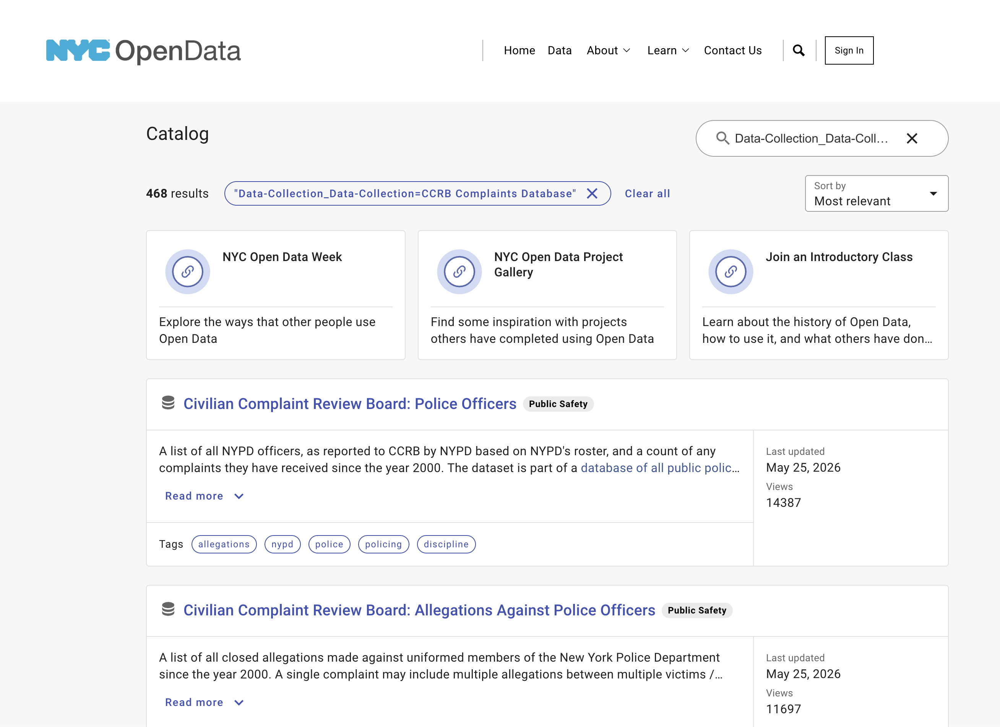 NYC OpenData
Home Data About Learn Contact Us Sign In
Catalog
Data-Collection_Data-Coll...
468 results
"Data-Collection_Data-Collection=CCRB Complaints Database"
Clear all
Sort by
Most relevant
NYC Open Data Week
Explore the ways that other people use
Open Data
NYC Open Data Project
Gallery
Find some inspiration with projects
others have completed using Open Data
Join an Introductory Class
Learn about the history of Open Data,
how to use it, and what others have don...
Civilian Complaint Review Board: Police Officers Public Safety
A list of all NYPD officers, as reported to CCRB by NYPD based on NYPD's roster, and a count of any
complaints they have received since the year 2000. The dataset is part of a database of all public polic...
Read more
Last updated
May 25, 2026
Views
14387
Tags allegations nypd police policing discipline
Civilian Complaint Review Board: Allegations Against Police Officers Public Safety
A list of all closed allegations made against uniformed members of the New York Police Department
since the year 2000. A single complaint may include multiple allegations between multiple victims /...
Read more
Last updated
May 25, 2026
Views
11697